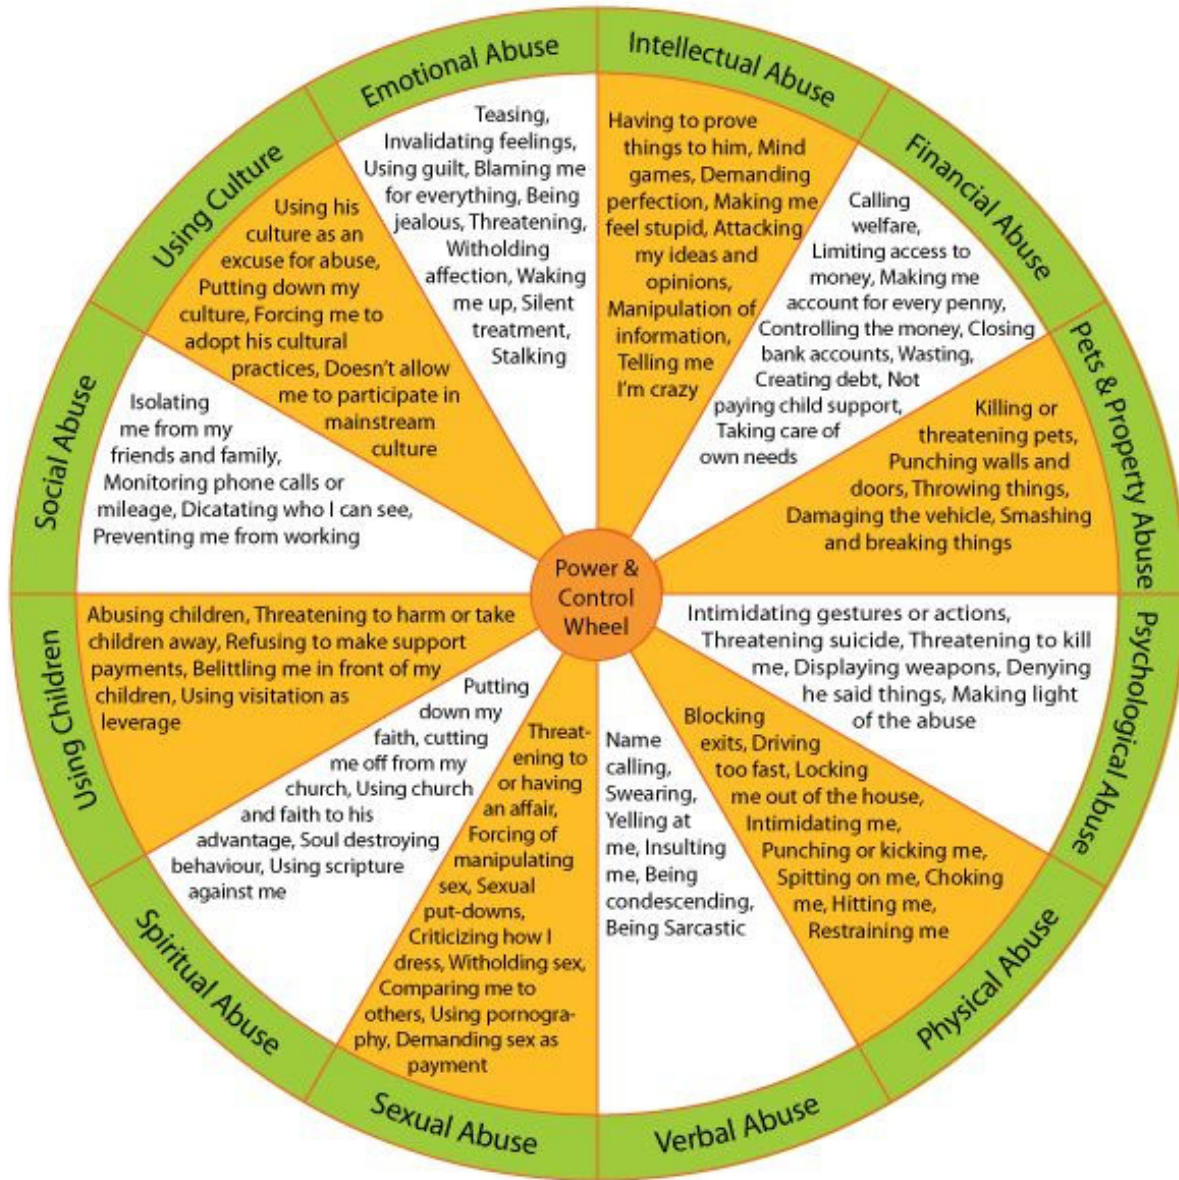 Emotional Abuse
Teasing,
Invalidating feelings,
Using guilt, Blaming me
for everything, Being
jealous, Threatening,
Witholding
affection, Waking
me up, Silent
treatment,
Stalking
Intellectual Abuse
Having to prove
things to him, Mind
games, Demanding
perfection, Making me
feel stupid, Attacking
my ideas and
opinions,
Manipulation of
information,
Telling me
I'm crazy
Financial Abuse
Calling
welfare,
Limiting access to
money, Making me
account for every penny,
Controlling the money, Closing
bank accounts, Wasting,
Creating debt, Not
paying child support,
Taking care of
own needs
Pets & Property Abuse
Killing or
threatening pets,
Punching walls and
doors, Throwing things,
Damaging the vehicle, Smashing
and breaking things
Psychological Abuse
Intimidating gestures or actions,
Threatening suicide, Threatening to kill
me, Displaying weapons, Denying
he said things, Making light
of the abuse
Physical Abuse
Blocking
exits, Driving
too fast, Locking
me out of the house,
Intimidating me,
Punching or kicking me,
Spitting on me, Choking
me, Hitting me,
Restraining me
Verbal Abuse
Name
calling,
Swearing,
Yelling at
me, Insulting
me, Being
condescending,
Being Sarcastic
Sexual Abuse
Threat-
ening to
or having
an affair,
Forcing of
manipulating
sex, Sexual
put-downs,
Criticizing how I
dress, Witholding sex,
Comparing me to
others, Using pornogra-
phy, Demanding sex as
payment
Spiritual Abuse
Putting
down my
faith, cutting
me off from my
church, Using church
and faith to his
advantage, Soul destroying
behaviour, Using scripture
against me
Using Children
Abusing children, Threatening to harm or take
children away, Refusing to make support
payments, Belittling me in front of my
children, Using visitation as
leverage
Social Abuse
Isolating
me from my
friends and family,
Monitoring phone calls or
mileage, Dicatating who I can see,
Preventing me from working
Using Culture
Using his
culture as an
excuse for abuse,
Putting down my
culture, Forcing me to
adopt his cultural
practices, Doesn't allow
me to participate in
mainstream
culture
Power &
Control
Wheel